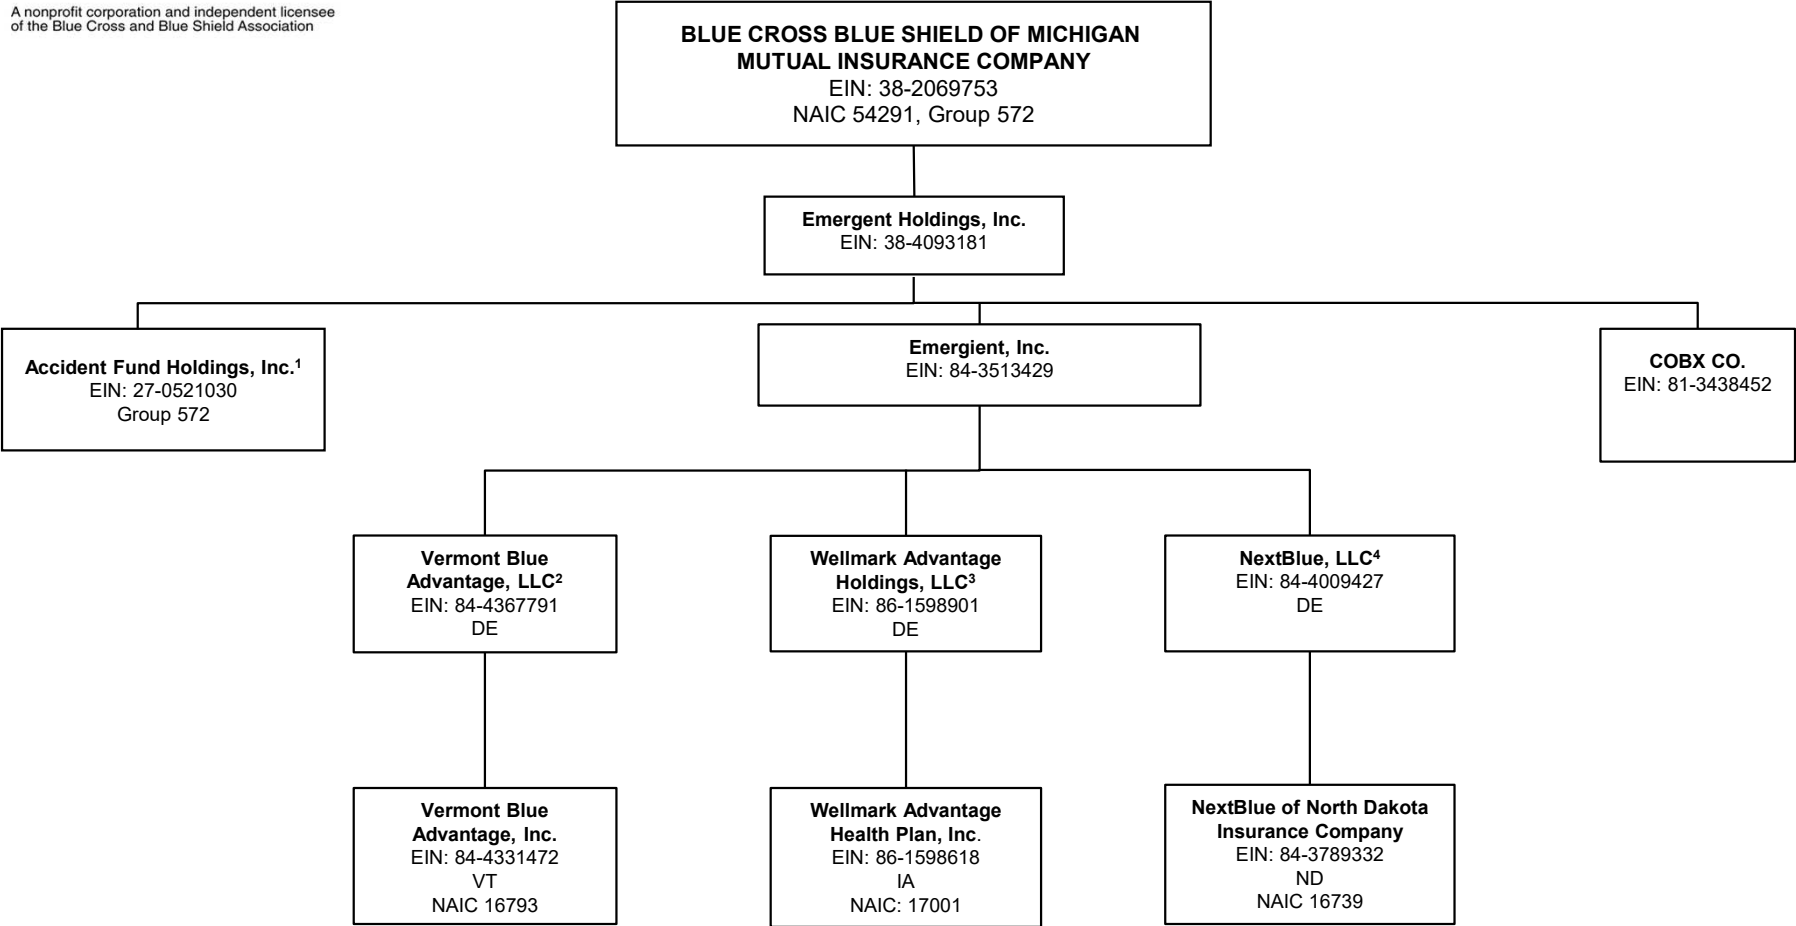 A nonprofit corporation and independent licensee
of the Blue Cross and Blue Shield Association
BLUE CROSS BLUE SHIELD OF MICHIGAN
MUTUAL INSURANCE COMPANY
EIN: 38-2069753
NAIC 54291, Group 572
Emergent Holdings, Inc.
EIN: 38-4093181
Accident Fund Holdings, Inc.¹
EIN: 27-0521030
Group 572
Emergient, Inc.
EIN: 84-3513429
COBX CO.
EIN: 81-3438452
Vermont Blue
Advantage, LLC²
EIN: 84-4367791
DE
Wellmark Advantage
Holdings, LLC³
EIN: 86-1598901
DE
NextBlue, LLC⁴
EIN: 84-4009427
DE
Vermont Blue
Advantage, Inc.
EIN: 84-4331472
VT
NAIC 16793
Wellmark Advantage
Health Plan, Inc.
EIN: 86-1598618
IA
NAIC: 17001
NextBlue of North Dakota
Insurance Company
EIN: 84-3789332
ND
NAIC 16739